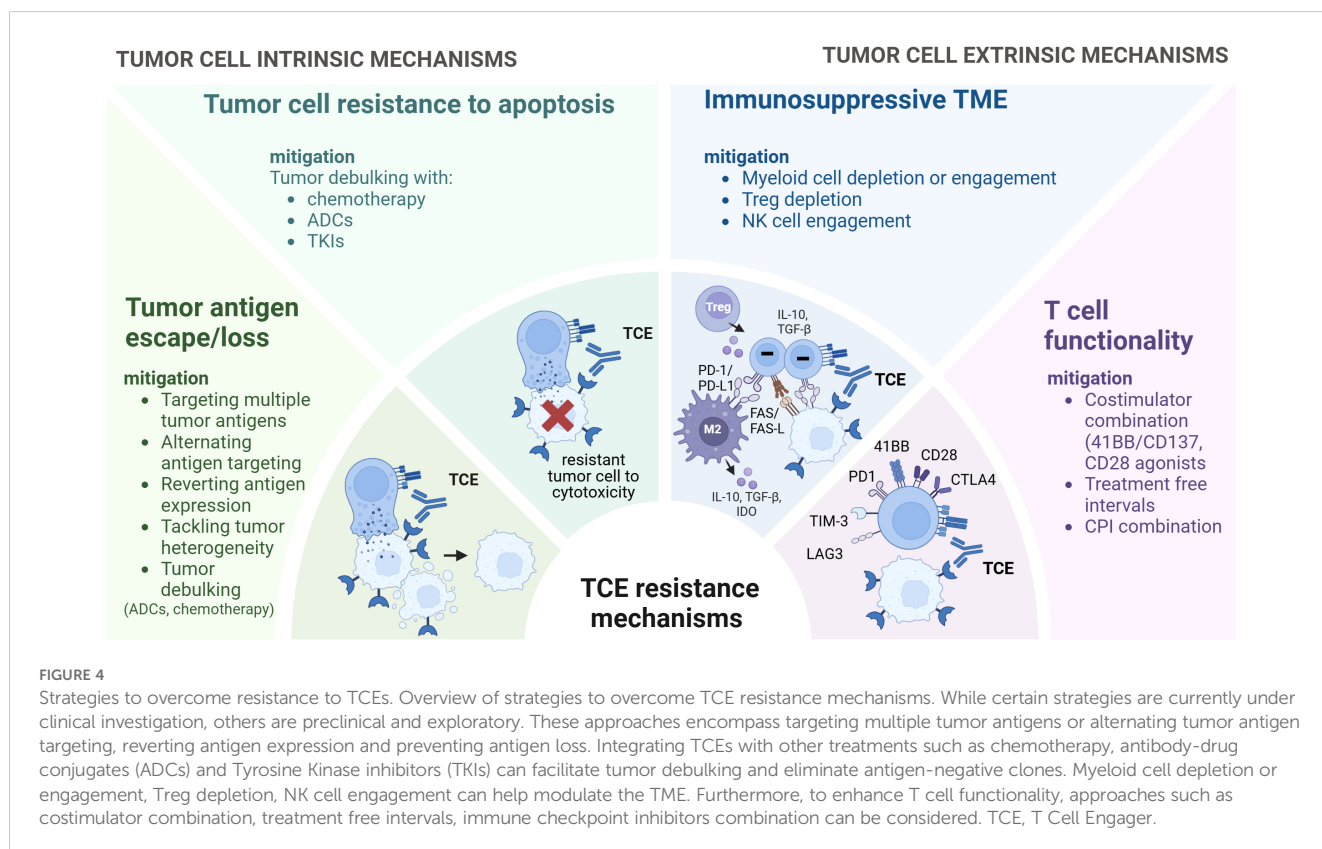 TUMOR CELL INTRINSIC MECHANISMS
TUMOR CELL EXTRINSIC MECHANISMS
Tumor cell resistance to apoptosis
mitigation
Tumor debulking with:
• chemotherapy
• ADCs
• TKIs
Immunosuppressive TME
mitigation
• Myeloid cell depletion or engagement
• Treg depletion
• NK cell engagement
Tumor antigen
escape/loss
mitigation
• Targeting multiple
tumor antigens
• Alternating
antigen targeting
• Reverting antigen
expression
• Tackling tumor
heterogeneity
• Tumor
debulking
(ADCs, chemotherapy)
TCE
TCE
resistant
tumor cell to
cytotoxicity
Treg
IL-10,
TGF-β
PD-1/
PD-L1
TCE
FAS/
FAS-L
M2
IL-10, TGF-β,
IDO
41BB
CD28
PD1
CTLA4
TIM-3
LAG3
TCE
T cell
functionality
mitigation
• Costimulator
combination
(41BB/CD137,
CD28 agonists
• Treatment free
intervals
• CPI combination
TCE resistance
mechanisms
FIGURE 4
Strategies to overcome resistance to TCEs. Overview of strategies to overcome TCE resistance mechanisms. While certain strategies are currently under
clinical investigation, others are preclinical and exploratory. These approaches encompass targeting multiple tumor antigens or alternating tumor antigen
targeting, reverting antigen expression and preventing antigen loss. Integrating TCEs with other treatments such as chemotherapy, antibody-drug
conjugates (ADCs) and Tyrosine Kinase inhibitors (TKIs) can facilitate tumor debulking and eliminate antigen-negative clones. Myeloid cell depletion or
engagement, Treg depletion, NK cell engagement can help modulate the TME. Furthermore, to enhance T cell functionality, approaches such as
costimulator combination, treatment free intervals, immune checkpoint inhibitors combination can be considered. TCE, T Cell Engager.